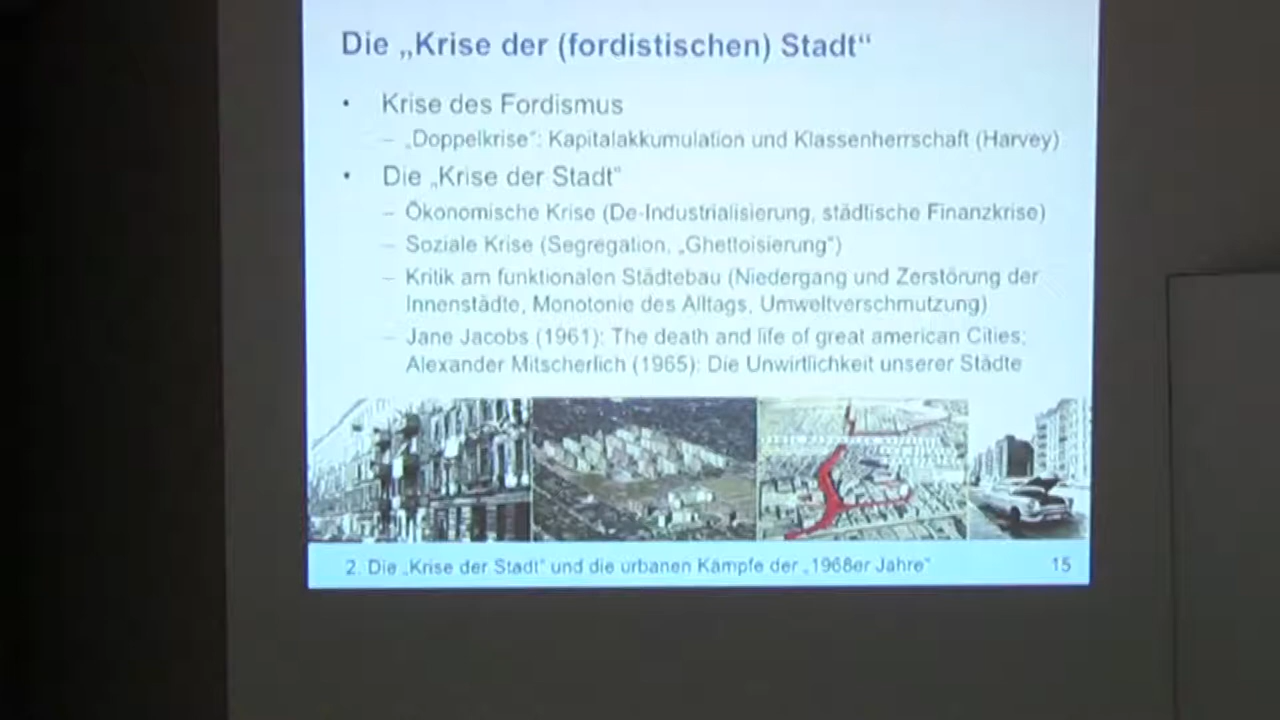 Die „Krise der (fordistischen) Stadt“
• Krise des Fordismus
– „Doppelkrise“: Kapitalakkumulation und Klassenherrschaft (Harvey)
• Die „Krise der Stadt“
– Ökonomische Krise (De-Industrialisierung, städtische Finanzkrise)
– Soziale Krise (Segregation, „Ghettoisierung“)
– Kritik am funktionalen Städtebau (Niedergang und Zerstörung der
Innenstädte, Monotonie des Alltags, Umweltverschmutzung)
– Jane Jacobs (1961): The death and life of great american Cities;
Alexander Mitscherlich (1965): Die Unwirtlichkeit unserer Städte
2. Die „Krise der Stadt“ und die urbanen Kämpfe der „1968er Jahre“ 15